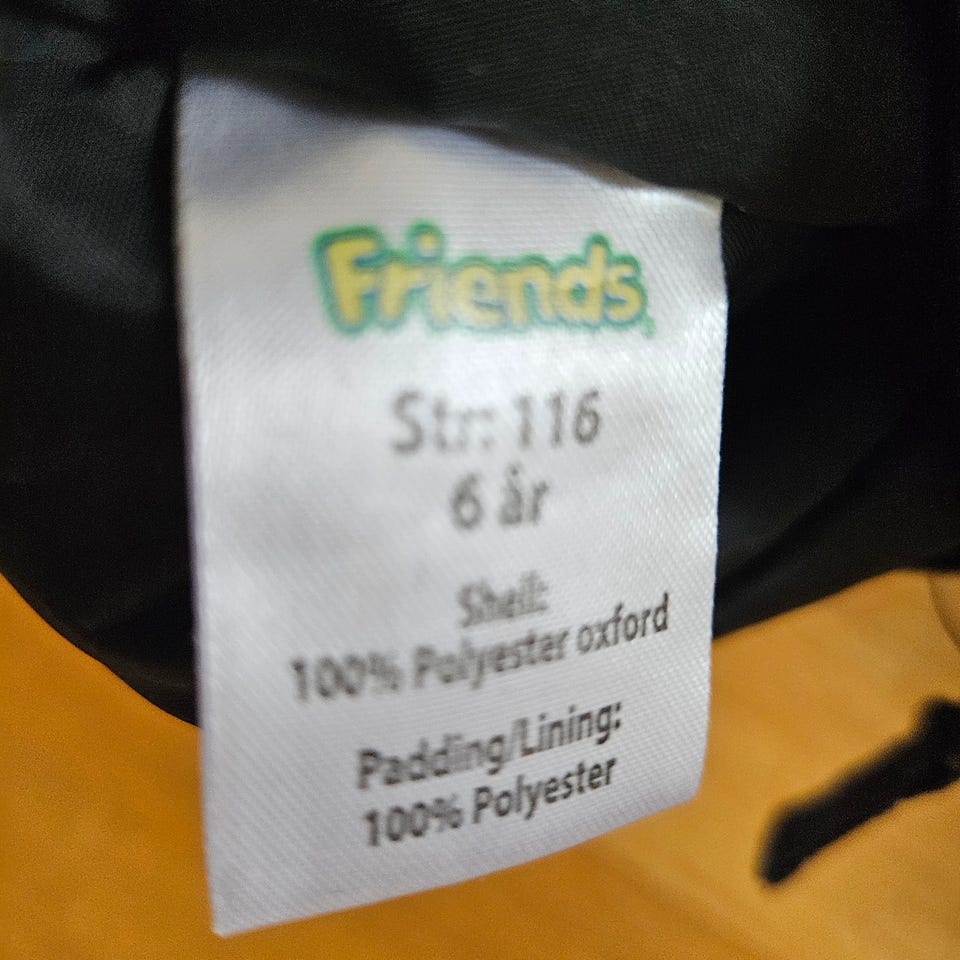 Friends
Str: 116
6 år
Shell:
100% Polyester oxford
Padding/Lining:
100% Polyester